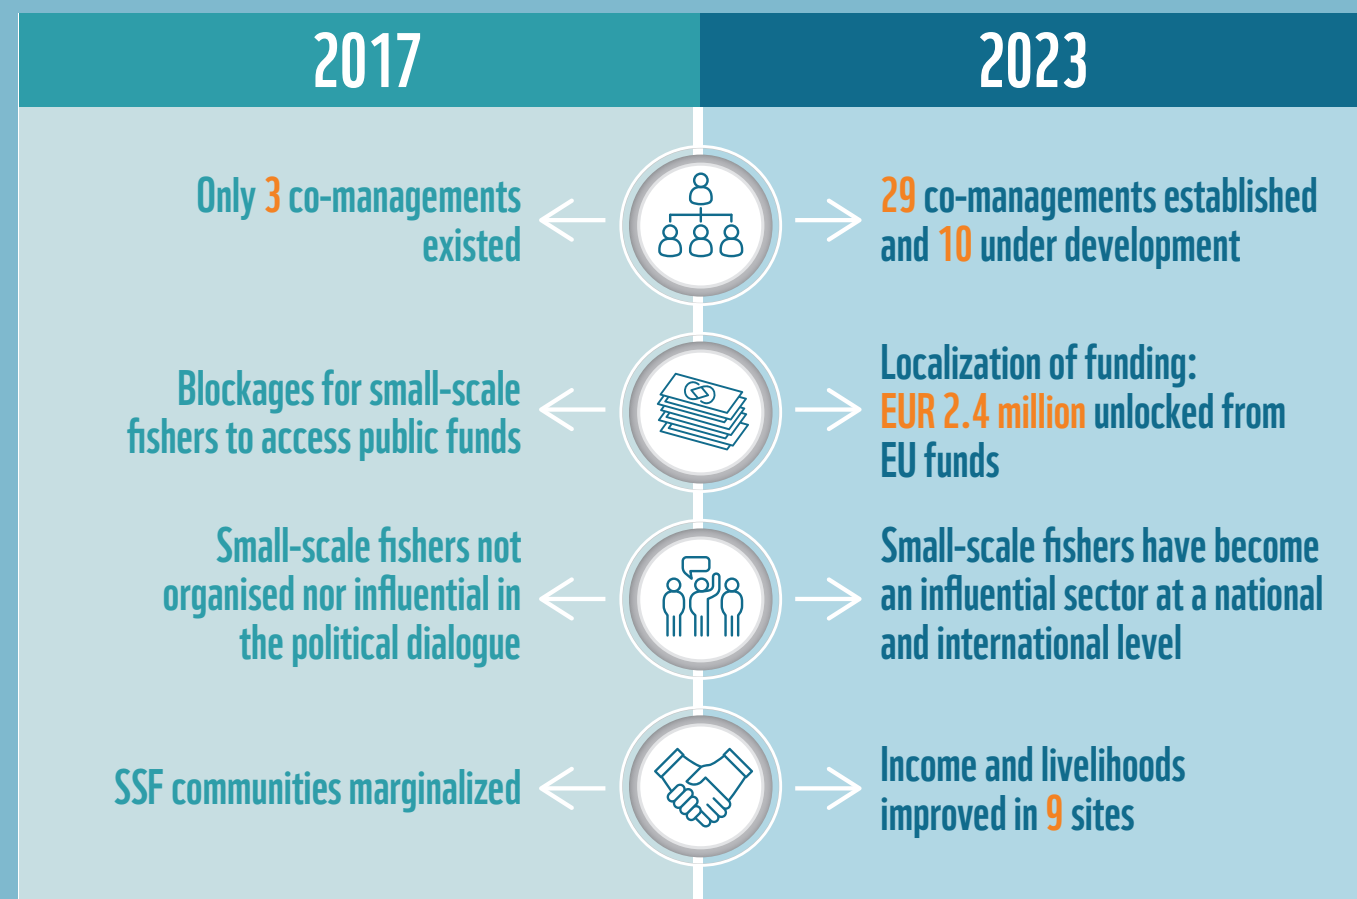 2017
2023
Only 3 co-managements
existed
29 co-managements established
and 10 under development
Blockages for small-scale
fishers to access public funds
Localization of funding:
EUR 2.4 million unlocked from
EU funds
Small-scale fishers not
organised nor influential in
the political dialogue
Small-scale fishers have become
an influential sector at a national
and international level
SSF communities marginalized
Income and livelihoods
improved in 9 sites